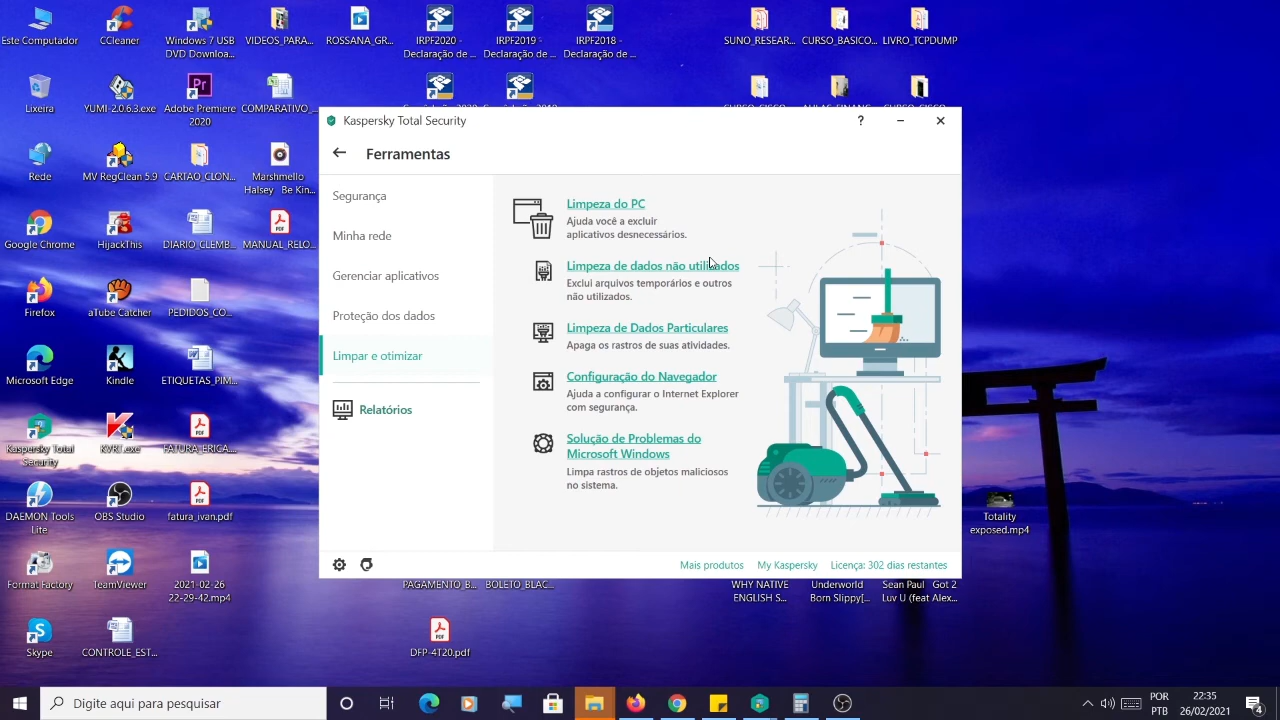 Este Computador
CCleaner
Windows 7 USB
DVD Downloa...
VIDEOS_PARA...
ROSSANA_GR...
IRPF2020 -
Declaração de ...
IRPF2019 -
Declaração de ...
IRPF2018 -
Declaração de ...
SUNO_RESEAR...
CURSO_BASICO...
LIVRO_TCPDUMP
Lixeira
YUMI-2.0.6.3.exe
Adobe Premiere
2020
COMPARATIVO_...
Kaspersky Total Security
?
Ferramentas
Rede
MV RegClean 5.9
CARTAO_CLON...
Marshmello
Halsey Be Kin...
Segurança
Minha rede
Gerenciar aplicativos
Proteção dos dados
Limpar e otimizar
Relatórios
Limpeza do PC
Ajuda você a excluir
aplicativos desnecessários.
Limpeza de dados não utilizados
Exclui arquivos temporários e outros
não utilizados.
Limpeza de Dados Particulares
Apaga os rastros de suas atividades.
Configuração do Navegador
Ajuda a configurar o Internet Explorer
com segurança.
Solução de Problemas do
Microsoft Windows
Limpa rastros de objetos maliciosos
no sistema.
Mais produtos
My Kaspersky
Licença: 302 dias restantes
Google Chrome
HijackThis
DIARIO_CLEMB...
MANUAL_RELO...
Firefox
aTube Catcher
PEDIDOS_CO...
Microsoft Edge
Kindle
ETIQUETAS_PIM...
Kaspersky Total
Security
KVRT.exe
FATURA_ERICA...
DAEMON Tools
Lite
OBS Studio
fatura_ivan.pdf
Totality
exposed.mp4
Format Factory
TeamViewer
2021-02-26
22-29-42.mp4
PAGAMENTO_B...
BOLETO_BLAC...
WHY NATIVE
ENGLISH S...
Underworld
Born Slippy[...
Sean Paul Got 2
Luv U (feat Alex...
Skype
CONTROLE_EST...
DFP-4T20.pdf
Digite aqui para pesquisar
POR
PTB
22:35
26/02/2021
4